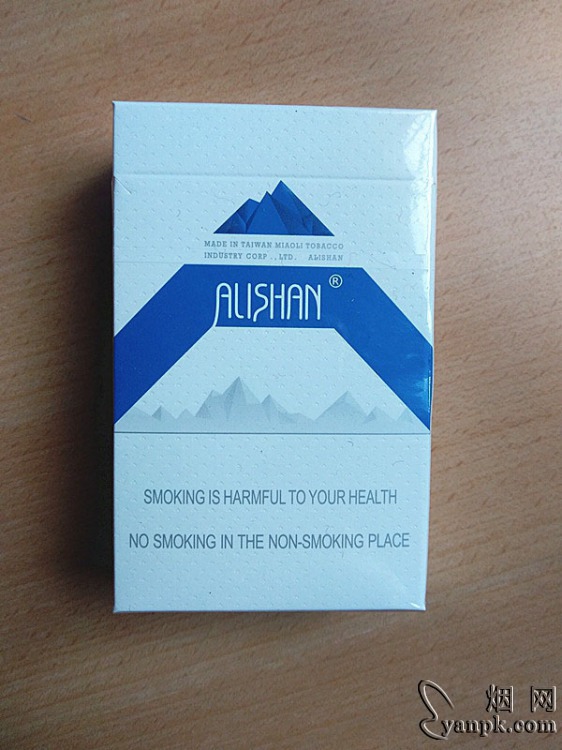 MADE IN TAIWAN MIAOLI TOBACCO
INDUSTRY CORP .,LTD. ALISHAN
ALISHAN®
SMOKING IS HARMFUL TO YOUR HEALTH
NO SMOKING IN THE NON-SMOKING PLACE
烟网
yanpk.com